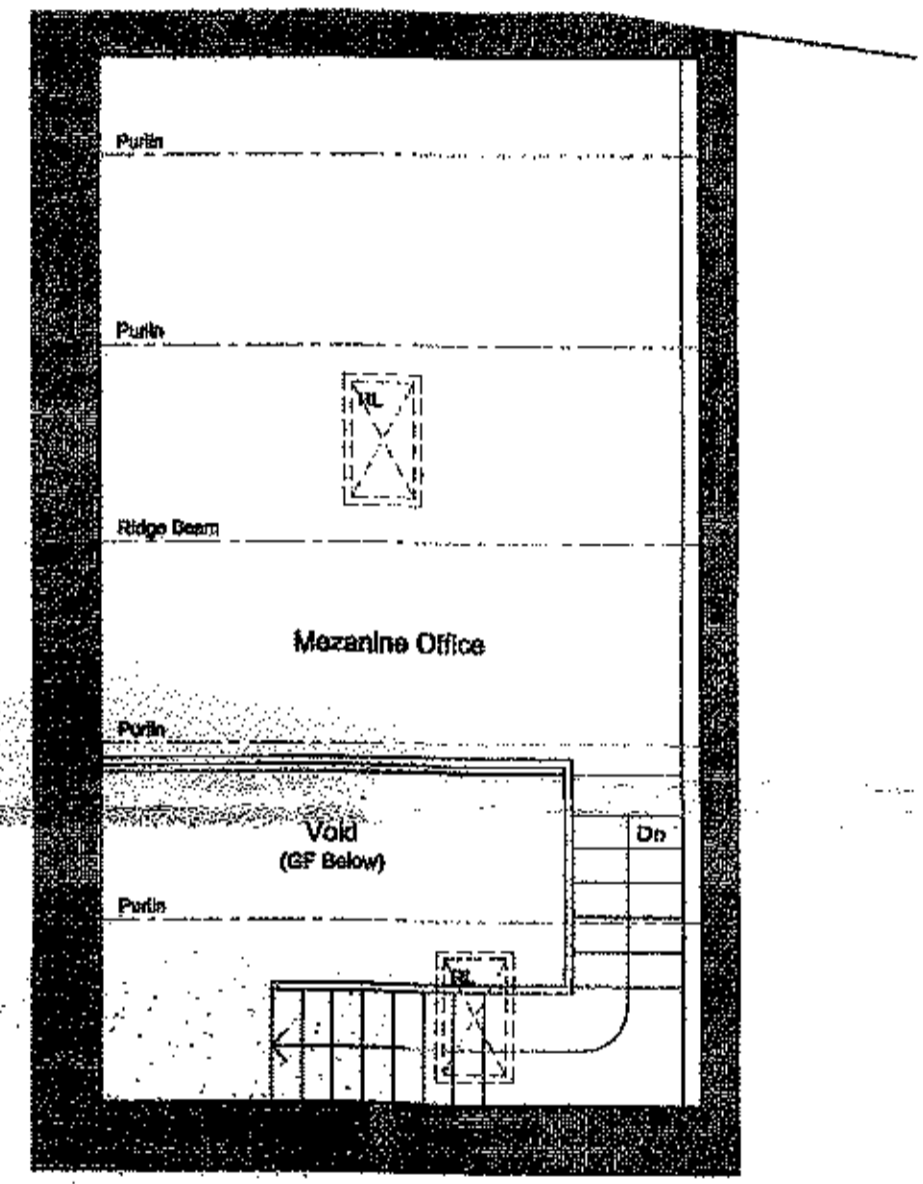 Purlin
Purlin
RL
Ridge Beam
Mezanine Office
Purlin
Void
(GF Below)
Dn
Purlin
RL